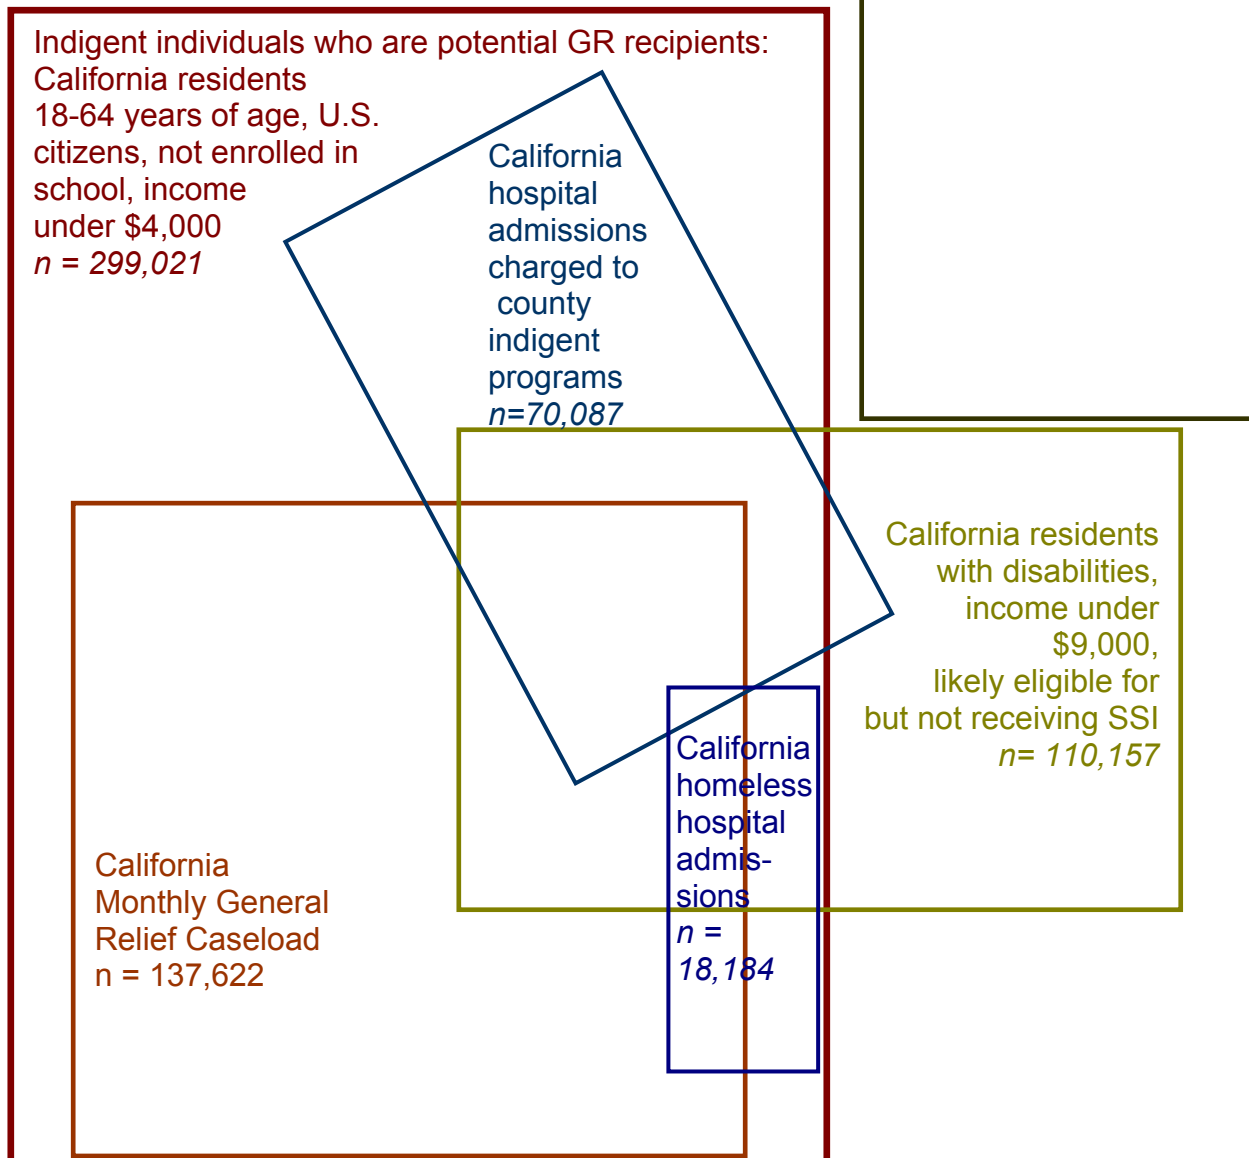 Indigent individuals who are potential GR recipients:
California residents
18-64 years of age, U.S.
citizens, not enrolled in
school, income
under $4,000
n = 299,021
California
hospital
admissions
charged to
county
indigent
programs
n=70,087
California residents
with disabilities,
income under
$9,000,
likely eligible for
but not receiving SSI
n= 110,157
California
homeless
hospital
admis-
sions
n =
18,184
California
Monthly General
Relief Caseload
n = 137,622